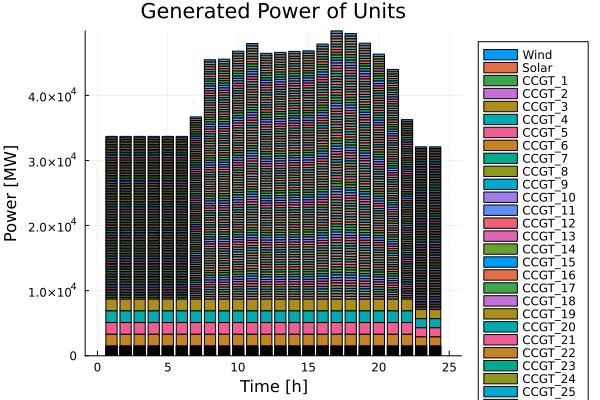 Generated Power of Units
Power [MW]
4.0×10⁴
3.0×10⁴
2.0×10⁴
1.0×10⁴
0
0 5 10 15 20 25
Time [h]
Wind
Solar
CCGT_1
CCGT_2
CCGT_3
CCGT_4
CCGT_5
CCGT_6
CCGT_7
CCGT_8
CCGT_9
CCGT_10
CCGT_11
CCGT_12
CCGT_13
CCGT_14
CCGT_15
CCGT_16
CCGT_17
CCGT_18
CCGT_19
CCGT_20
CCGT_21
CCGT_22
CCGT_23
CCGT_24
CCGT_25